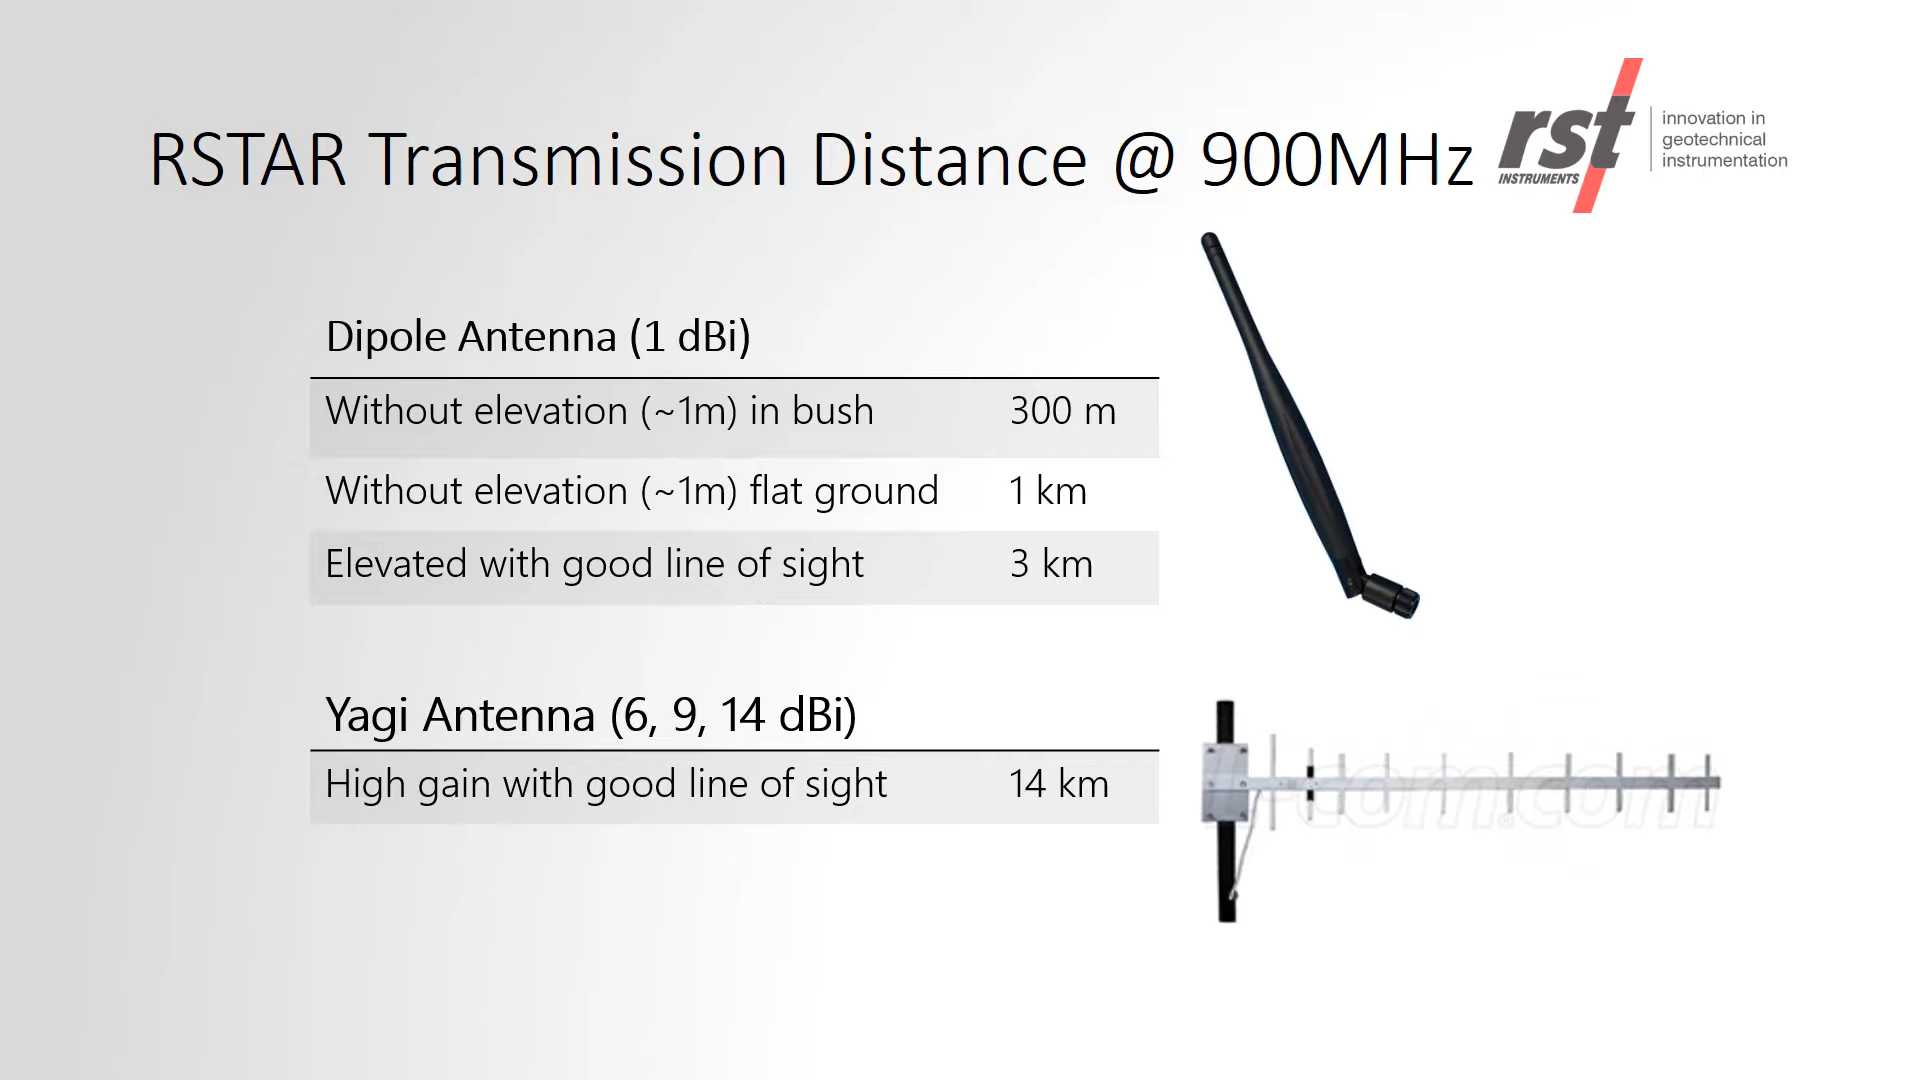 RSTAR Transmission Distance @ 900MHz
rst
INSTRUMENTS
innovation in
geotechnical
instrumentation
Dipole Antenna (1 dBi)
Without elevation (~1m) in bush 300 m
Without elevation (~1m) flat ground 1 km
Elevated with good line of sight 3 km
Yagi Antenna (6, 9, 14 dBi)
High gain with good line of sight 14 km